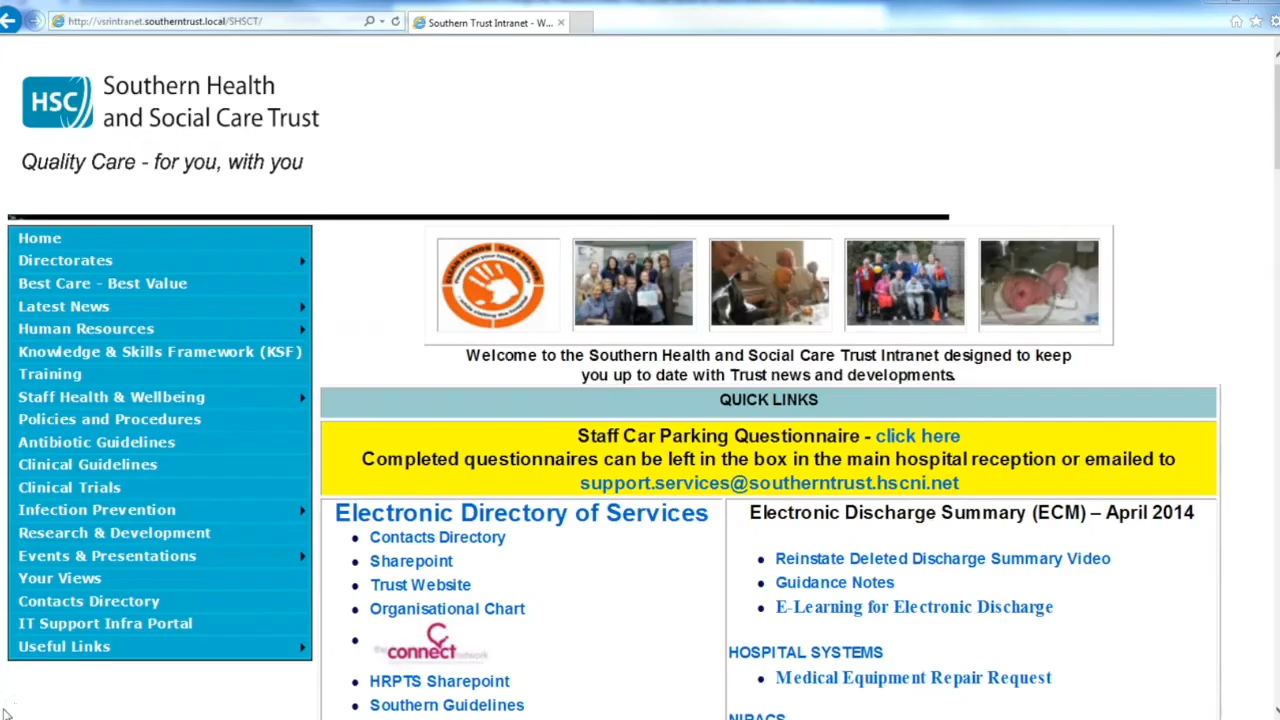 http://vsrintranet.southerntrust.local/SHSCT/
Southern Trust Intranet - W...
HSC
Southern Health
and Social Care Trust
Quality Care - for you, with you
Home
Directorates
Best Care - Best Value
Latest News
Human Resources
Knowledge & Skills Framework (KSF)
Training
Staff Health & Wellbeing
Policies and Procedures
Antibiotic Guidelines
Clinical Guidelines
Clinical Trials
Infection Prevention
Research & Development
Events & Presentations
Your Views
Contacts Directory
IT Support Infra Portal
Useful Links
CLEAN HANDS SAFE HANDS
Welcome to the Southern Health and Social Care Trust Intranet designed to keep
you up to date with Trust news and developments.
QUICK LINKS
Staff Car Parking Questionnaire - click here
Completed questionnaires can be left in the box in the main hospital reception or emailed to
support.services@southerntrust.hscni.net
Electronic Directory of Services
Contacts Directory
Sharepoint
Trust Website
Organisational Chart
the connect network
HRPTS Sharepoint
Southern Guidelines
Electronic Discharge Summary (ECM) – April 2014
Reinstate Deleted Discharge Summary Video
Guidance Notes
E-Learning for Electronic Discharge
HOSPITAL SYSTEMS
Medical Equipment Repair Request
NIPACS